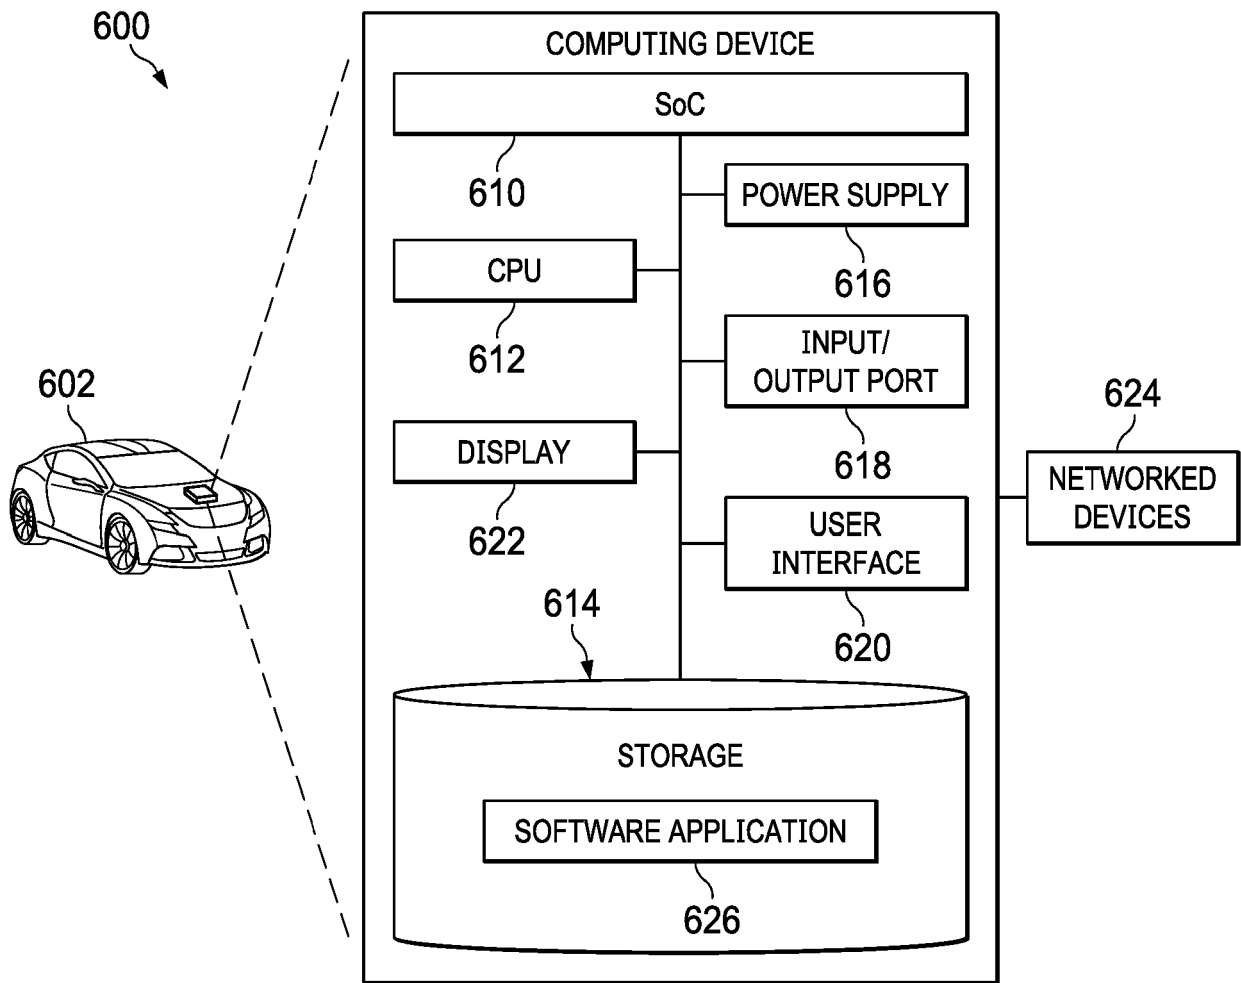 600
COMPUTING DEVICE
SoC
610
POWER SUPPLY
616
CPU
612
INPUT/
OUTPUT PORT
618
602
DISPLAY
622
USER
INTERFACE
620
624
NETWORKED
DEVICES
614
STORAGE
SOFTWARE APPLICATION
626